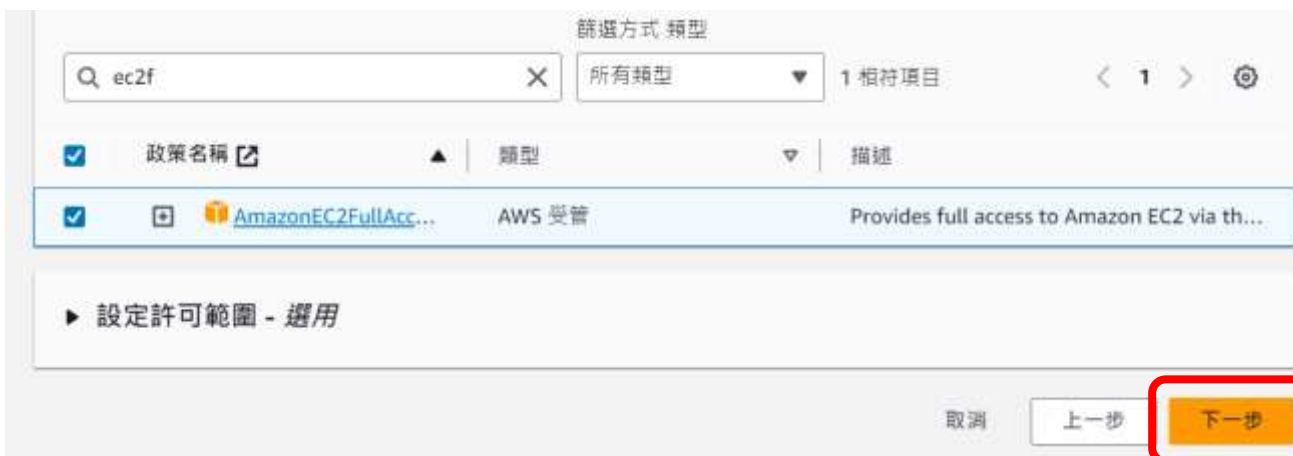 篩選方式 類型
ec2f 所有類型 1 相符項目 1
政策名稱 類型 描述
AmazonEC2FullAcc... AWS 受管 Provides full access to Amazon EC2 via th...
設定許可範圍 - 選用
取消 上一步 下一步